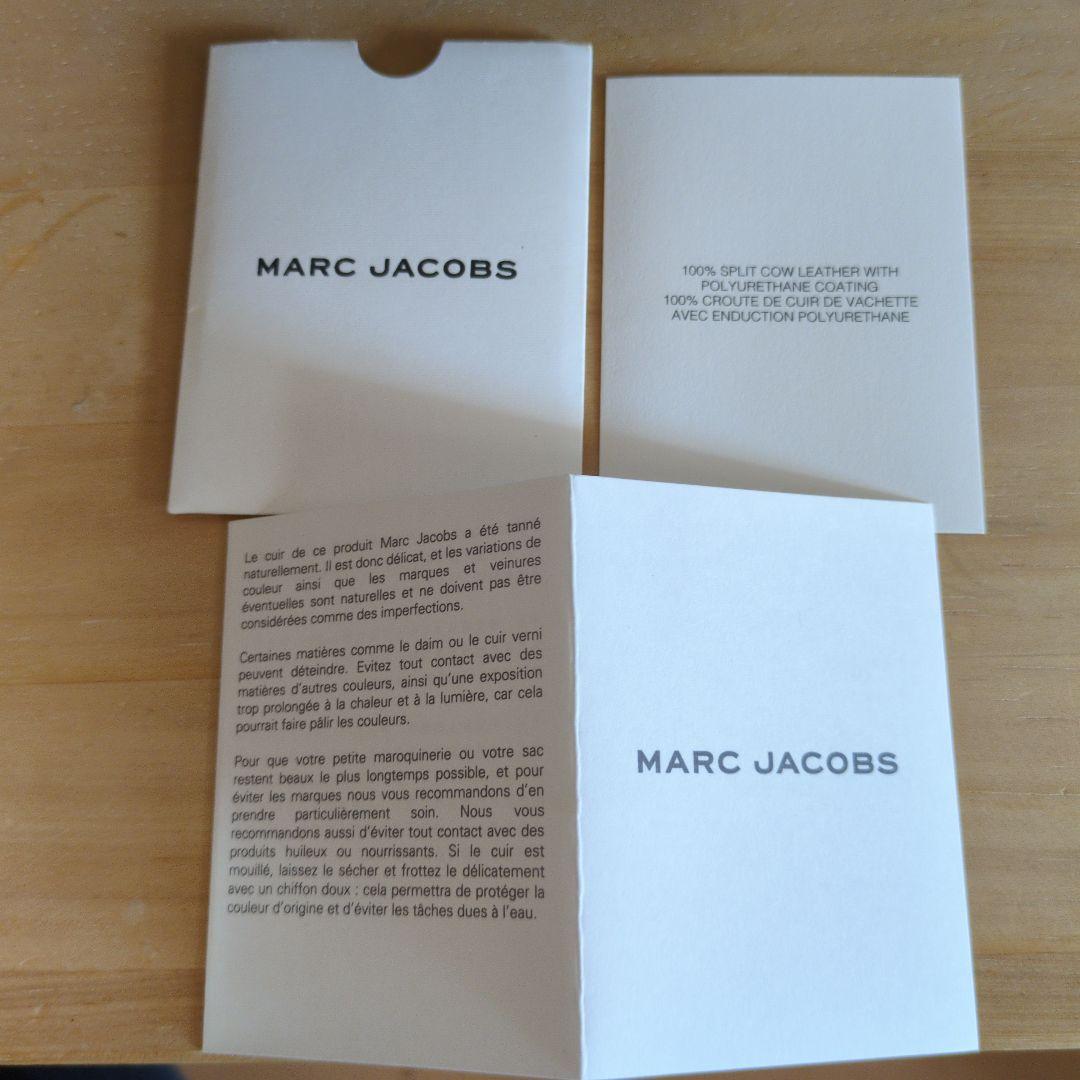 MARC JACOBS
100% SPLIT COW LEATHER WITH
POLYURETHANE COATING
100% CROUTE DE CUIR DE VACHETTE
AVEC ENDUCTION POLYURETHANE
Le cuir de ce produit Marc Jacobs a été tanné
naturellement. Il est donc délicat, et les variations de
couleur ainsi que les marques et veinures
éventuelles sont naturelles et ne doivent pas être
considérées comme des imperfections.
Certaines matières comme le daim ou le cuir verni
peuvent déteindre. Evitez tout contact avec des
matières d'autres couleurs, ainsi qu'une exposition
trop prolongée à la chaleur et à la lumière, car cela
pourrait faire pâlir les couleurs.
Pour que votre petite maroquinerie ou votre sac
restent beaux le plus longtemps possible, et pour
éviter les marques nous vous recommandons d'en
prendre particulièrement soin. Nous vous
recommandons aussi d'éviter tout contact avec des
produits huileux ou nourrissants. Si le cuir est
mouillé, laissez le sécher et frottez le délicatement
avec un chiffon doux : cela permettra de protéger la
couleur d'origine et d'éviter les tâches dues à l'eau.
MARC JACOBS